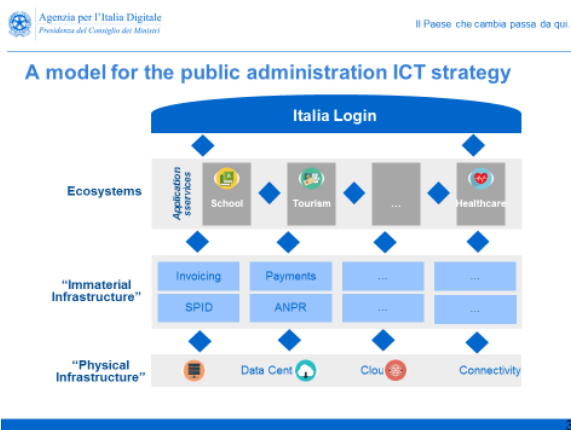 Agenzia per l'Italia Digitale
Presidenza del Consiglio dei Ministri
Il Paese che cambia passa da qui.
A model for the public administration ICT strategy
Italia Login
Ecosystems
Application
sservices
School
Tourism
...
Healthcare
"Immaterial
Infrastructure"
Invoicing
Payments
...
...
SPID
ANPR
...
...
"Physical
Infrastructure"
Data Cent
Clou
Connectivity